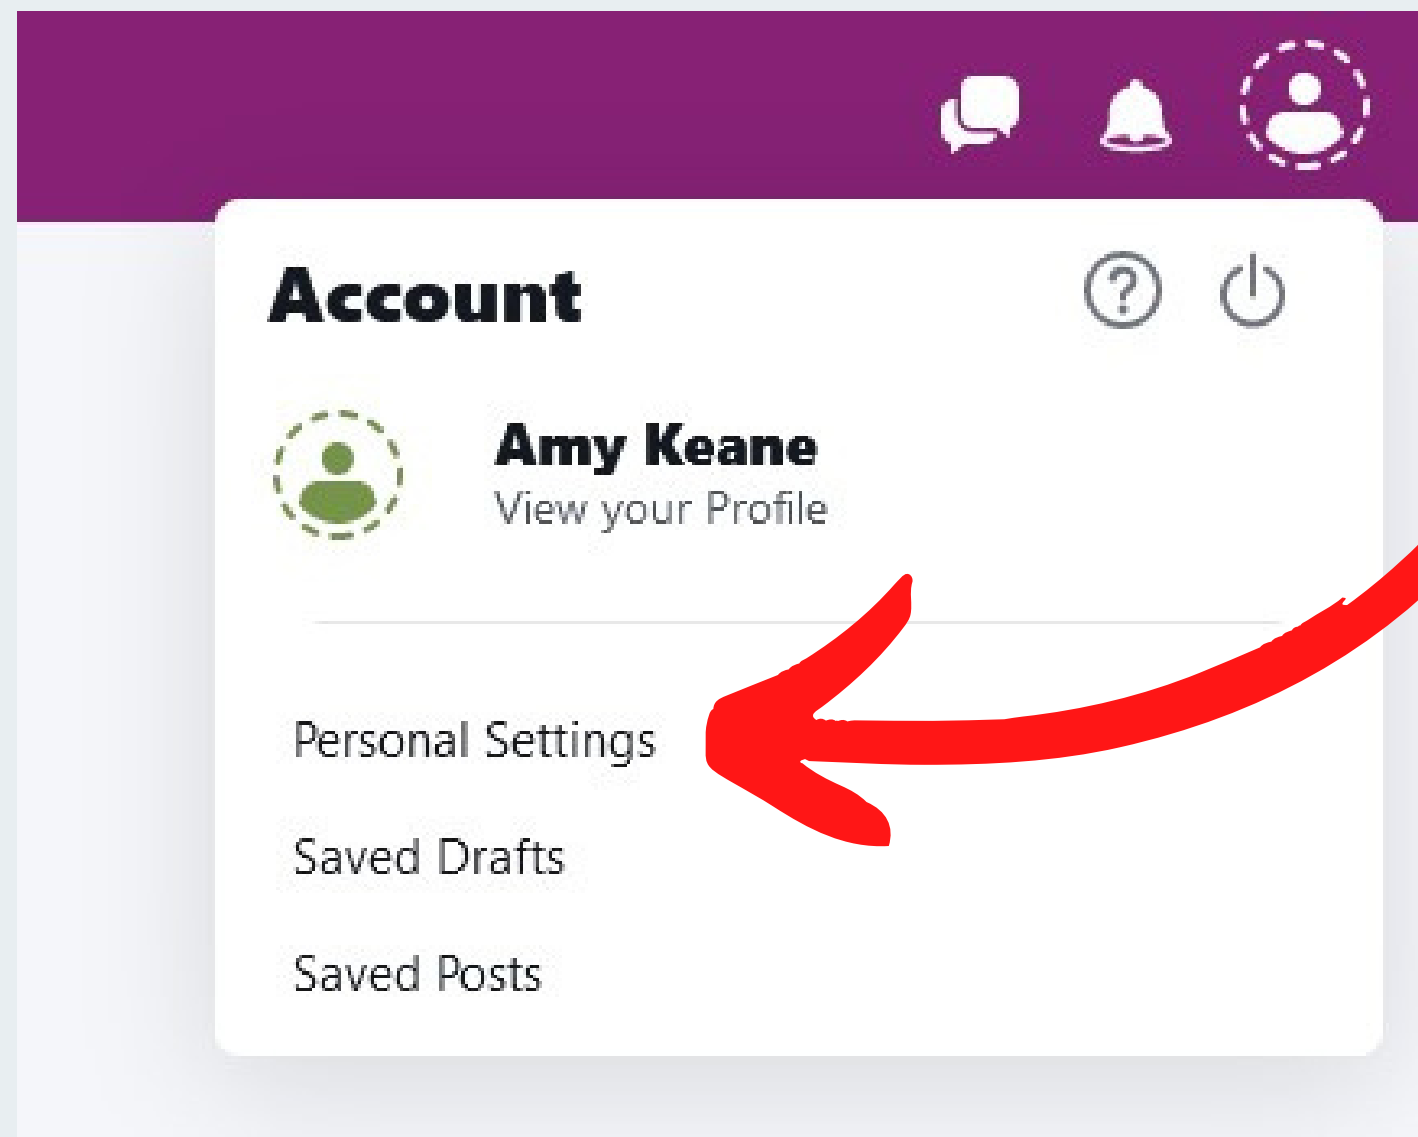 Account
Amy Keane
View your Profile
Personal Settings
Saved Drafts
Saved Posts